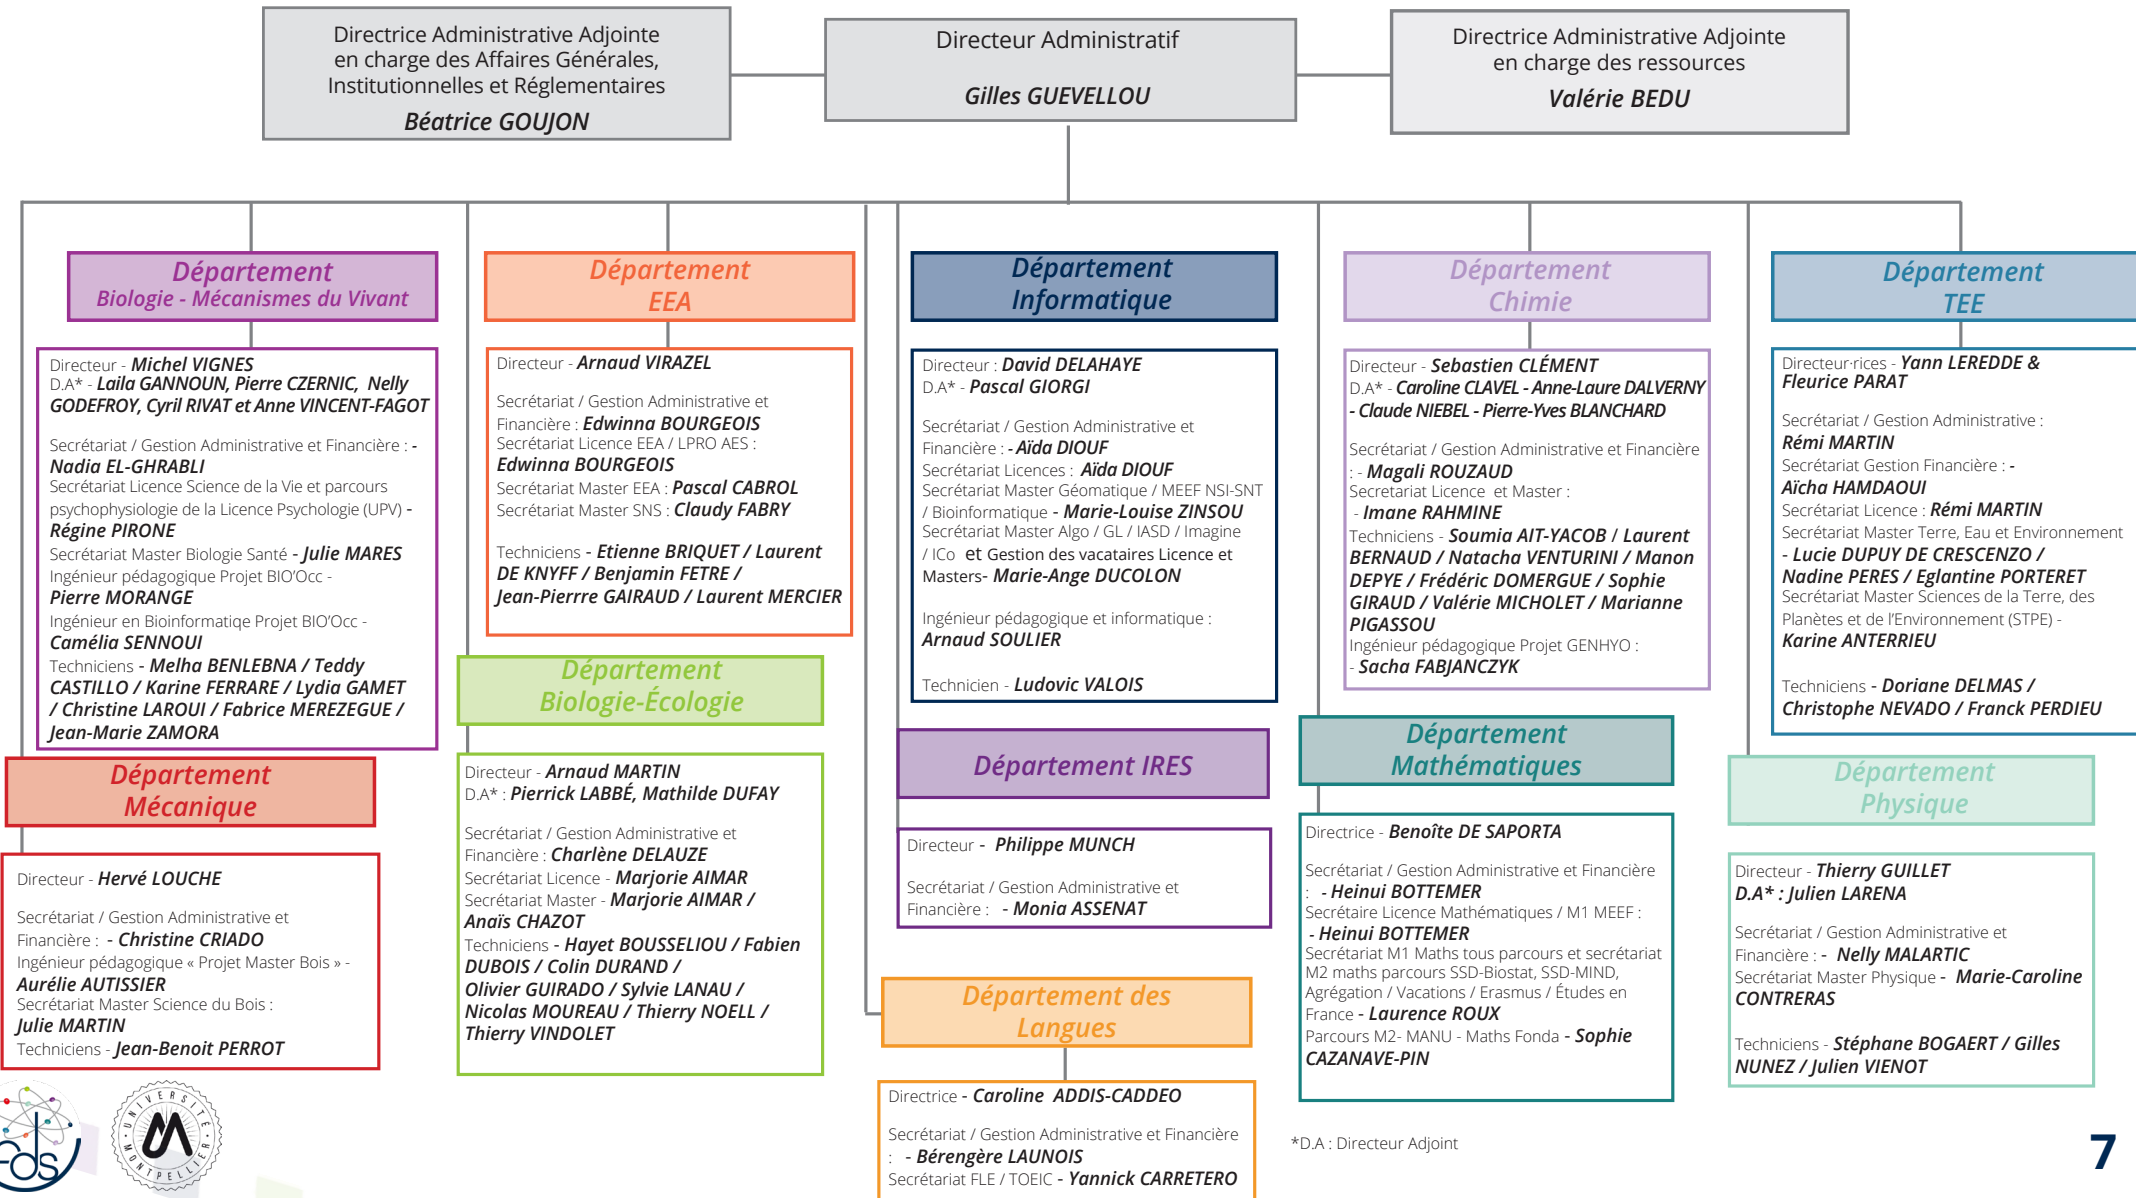 Directrice Administrative Adjointe
en charge des Affaires Générales,
Institutionnelles et Réglementaires
Béatrice GOUJON
Directeur Administratif
Gilles GUEVELLOU
Directrice Administrative Adjointe
en charge des ressources
Valérie BEDU
Département
Biologie - Mécanismes du Vivant
Directeur - Michel VIGNES
D.A* - Laila GANNOUN, Pierre CZERNIC, Nelly
GODEFROY, Cyril RIVAT et Anne VINCENT-FAGOT
Secrétariat / Gestion Administrative et Financière : -
Nadia EL-GHRABLI
Secrétariat Licence Science de la Vie et parcours
psychophysiologie de la Licence Psychologie (UPV) -
Régine PIRONE
Secrétariat Master Biologie Santé - Julie MARES
Ingénieur pédagogique Projet BIO'Occ -
Pierre MORANGE
Ingénieur en Bioinformatiqe Projet BIO'Occ -
Camélia SENNOUI
Techniciens - Melha BENLEBNA / Teddy
CASTILLO / Karine FERRARE / Lydia GAMET
/ Christine LAROUI / Fabrice MEREZEGUE /
Jean-Marie ZAMORA
Département
Mécanique
Directeur - Hervé LOUCHE
Secrétariat / Gestion Administrative et
Financière : - Christine CRIADO
Ingénieur pédagogique « Projet Master Bois » -
Aurélie AUTISSIER
Secrétariat Master Science du Bois :
Julie MARTIN
Techniciens - Jean-Benoit PERROT
Département
EEA
Directeur - Arnaud VIRAZEL
Secrétariat / Gestion Administrative et
Financière : Edwinna BOURGEOIS
Secrétariat Licence EEA / LPRO AES :
Edwinna BOURGEOIS
Secrétariat Master EEA : Pascal CABROL
Secrétariat Master SNS : Claudy FABRY
Techniciens - Etienne BRIQUET / Laurent
DE KNYFF / Benjamin FETRE /
Jean-Pierrre GAIRAUD / Laurent MERCIER
Département
Biologie-Écologie
Directeur - Arnaud MARTIN
D.A* : Pierrick LABBÉ, Mathilde DUFAY
Secrétariat / Gestion Administrative et
Financière : Charlène DELAUZE
Secrétariat Licence - Marjorie AIMAR
Secrétariat Master - Marjorie AIMAR /
Anaïs CHAZOT
Techniciens - Hayet BOUSSELIOU / Fabien
DUBOIS / Colin DURAND /
Olivier GUIRADO / Sylvie LANAU /
Nicolas MOUREAU / Thierry NOELL /
Thierry VINDOLET
Département
Informatique
Directeur : David DELAHAYE
D.A* - Pascal GIORGI
Secrétariat / Gestion Administrative et
Financière : - Aïda DIOUF
Secrétariat Licences : Aïda DIOUF
Secrétariat Master Géomatique / MEEF NSI-SNT
/ Bioinformatique - Marie-Louise ZINSOU
Secrétariat Master Algo / GL / IASD / Imagine
/ ICo et Gestion des vacataires Licence et
Masters- Marie-Ange DUCOLON
Ingénieur pédagogique et informatique :
Arnaud SOULIER
Technicien - Ludovic VALOIS
Département IRES
Directeur - Philippe MUNCH
Secrétariat / Gestion Administrative et
Financière : - Monia ASSENAT
Département des
Langues
Directrice - Caroline ADDIS-CADDEO
Secrétariat / Gestion Administrative et Financière
: - Bérengère LAUNOIS
Secrétariat FLE / TOEIC - Yannick CARRETERO
Département
Chimie
Directeur - Sebastien CLÉMENT
D.A* - Caroline CLAVEL - Anne-Laure DALVERNY
- Claude NIEBEL - Pierre-Yves BLANCHARD
Secrétariat / Gestion Administrative et Financière
: - Magali ROUZAUD
Secretariat Licence et Master :
- Imane RAHMINE
Techniciens - Soumia AIT-YACOB / Laurent
BERNAUD / Natacha VENTURINI / Manon
DEPYE / Frédéric DOMERGUE / Sophie
GIRAUD / Valérie MICHOLET / Marianne
PIGASSOU
Ingénieur pédagogique Projet GENHYO :
- Sacha FABJANCZYK
Département
Mathématiques
Directrice - Benoîte DE SAPORTA
Secrétariat / Gestion Administrative et Financière
: - Heinui BOTTEMER
Secrétaire Licence Mathématiques / M1 MEEF :
- Heinui BOTTEMER
Secrétariat M1 Maths tous parcours et secrétariat
M2 maths parcours SSD-Biostat, SSD-MIND,
Agrégation / Vacations / Erasmus / Études en
France - Laurence ROUX
Parcours M2- MANU - Maths Fonda - Sophie
CAZANAVE-PIN
Département
TEE
Directeur·rices - Yann LEREDDE &
Fleurice PARAT
Secrétariat / Gestion Administrative :
Rémi MARTIN
Secrétariat Gestion Financière : -
Aïcha HAMDAOUI
Secrétariat Licence : Rémi MARTIN
Secrétariat Master Terre, Eau et Environnement
- Lucie DUPUY DE CRESCENZO /
Nadine PERES / Eglantine PORTERET
Secrétariat Master Sciences de la Terre, des
Planètes et de l'Environnement (STPE) -
Karine ANTERRIEU
Techniciens - Doriane DELMAS /
Christophe NEVADO / Franck PERDIEU
Département
Physique
Directeur - Thierry GUILLET
D.A* : Julien LARENA
Secrétariat / Gestion Administrative et
Financière : - Nelly MALARTIC
Secrétariat Master Physique - Marie-Caroline
CONTRERAS
Techniciens - Stéphane BOGAERT / Gilles
NUNEZ / Julien VIENOT
fds
UNIVERSITÉ
MONTPELLIER
*D.A : Directeur Adjoint
7